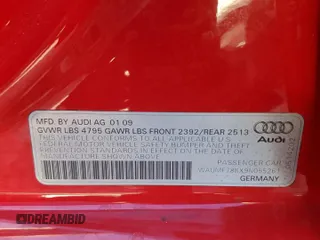 MFD BY AUDI AG 01 09
GVWR LBS 4795 GAWR LBS FRONT 2392/REAR 2513
THIS VEHICLE CONFORMS TO ALL APPLICABLE
FEDERAL MOTOR VEHICLE SAFETY, BUMPER AND THEFT
PREVENTION STANDARDS IN EFFECT ON THE DATE
OF MANUFACTURE SHOWN ABOVE
Audi
PASSENGER CAR
GERMANY
DREAMBID